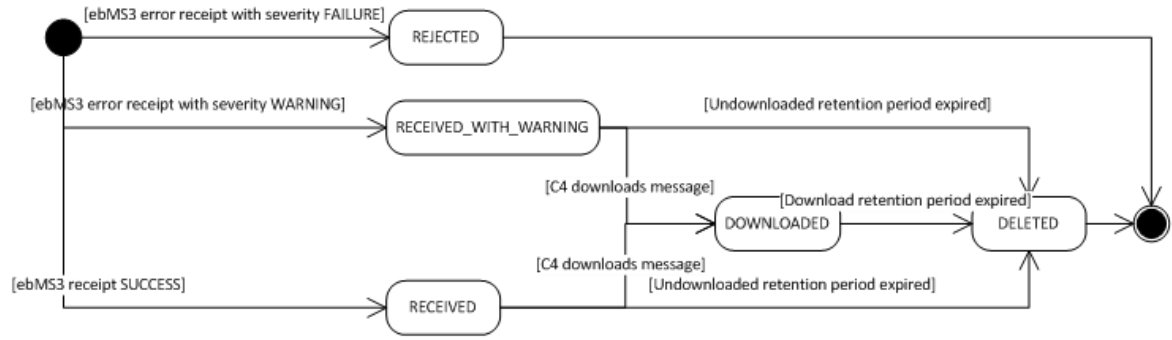 [ebMS3 error receipt with severity FAILURE]
REJECTED
[ebMS3 error receipt with severity WARNING]
[Undownloaded retention period expired]
RECEIVED_WITH_WARNING
[C4 downloads message]
[Download retention period expired]
DOWNLOADED
DELETED
[C4 downloads message]
[ebMS3 receipt SUCCESS]
[Undownloaded retention period expired]
RECEIVED